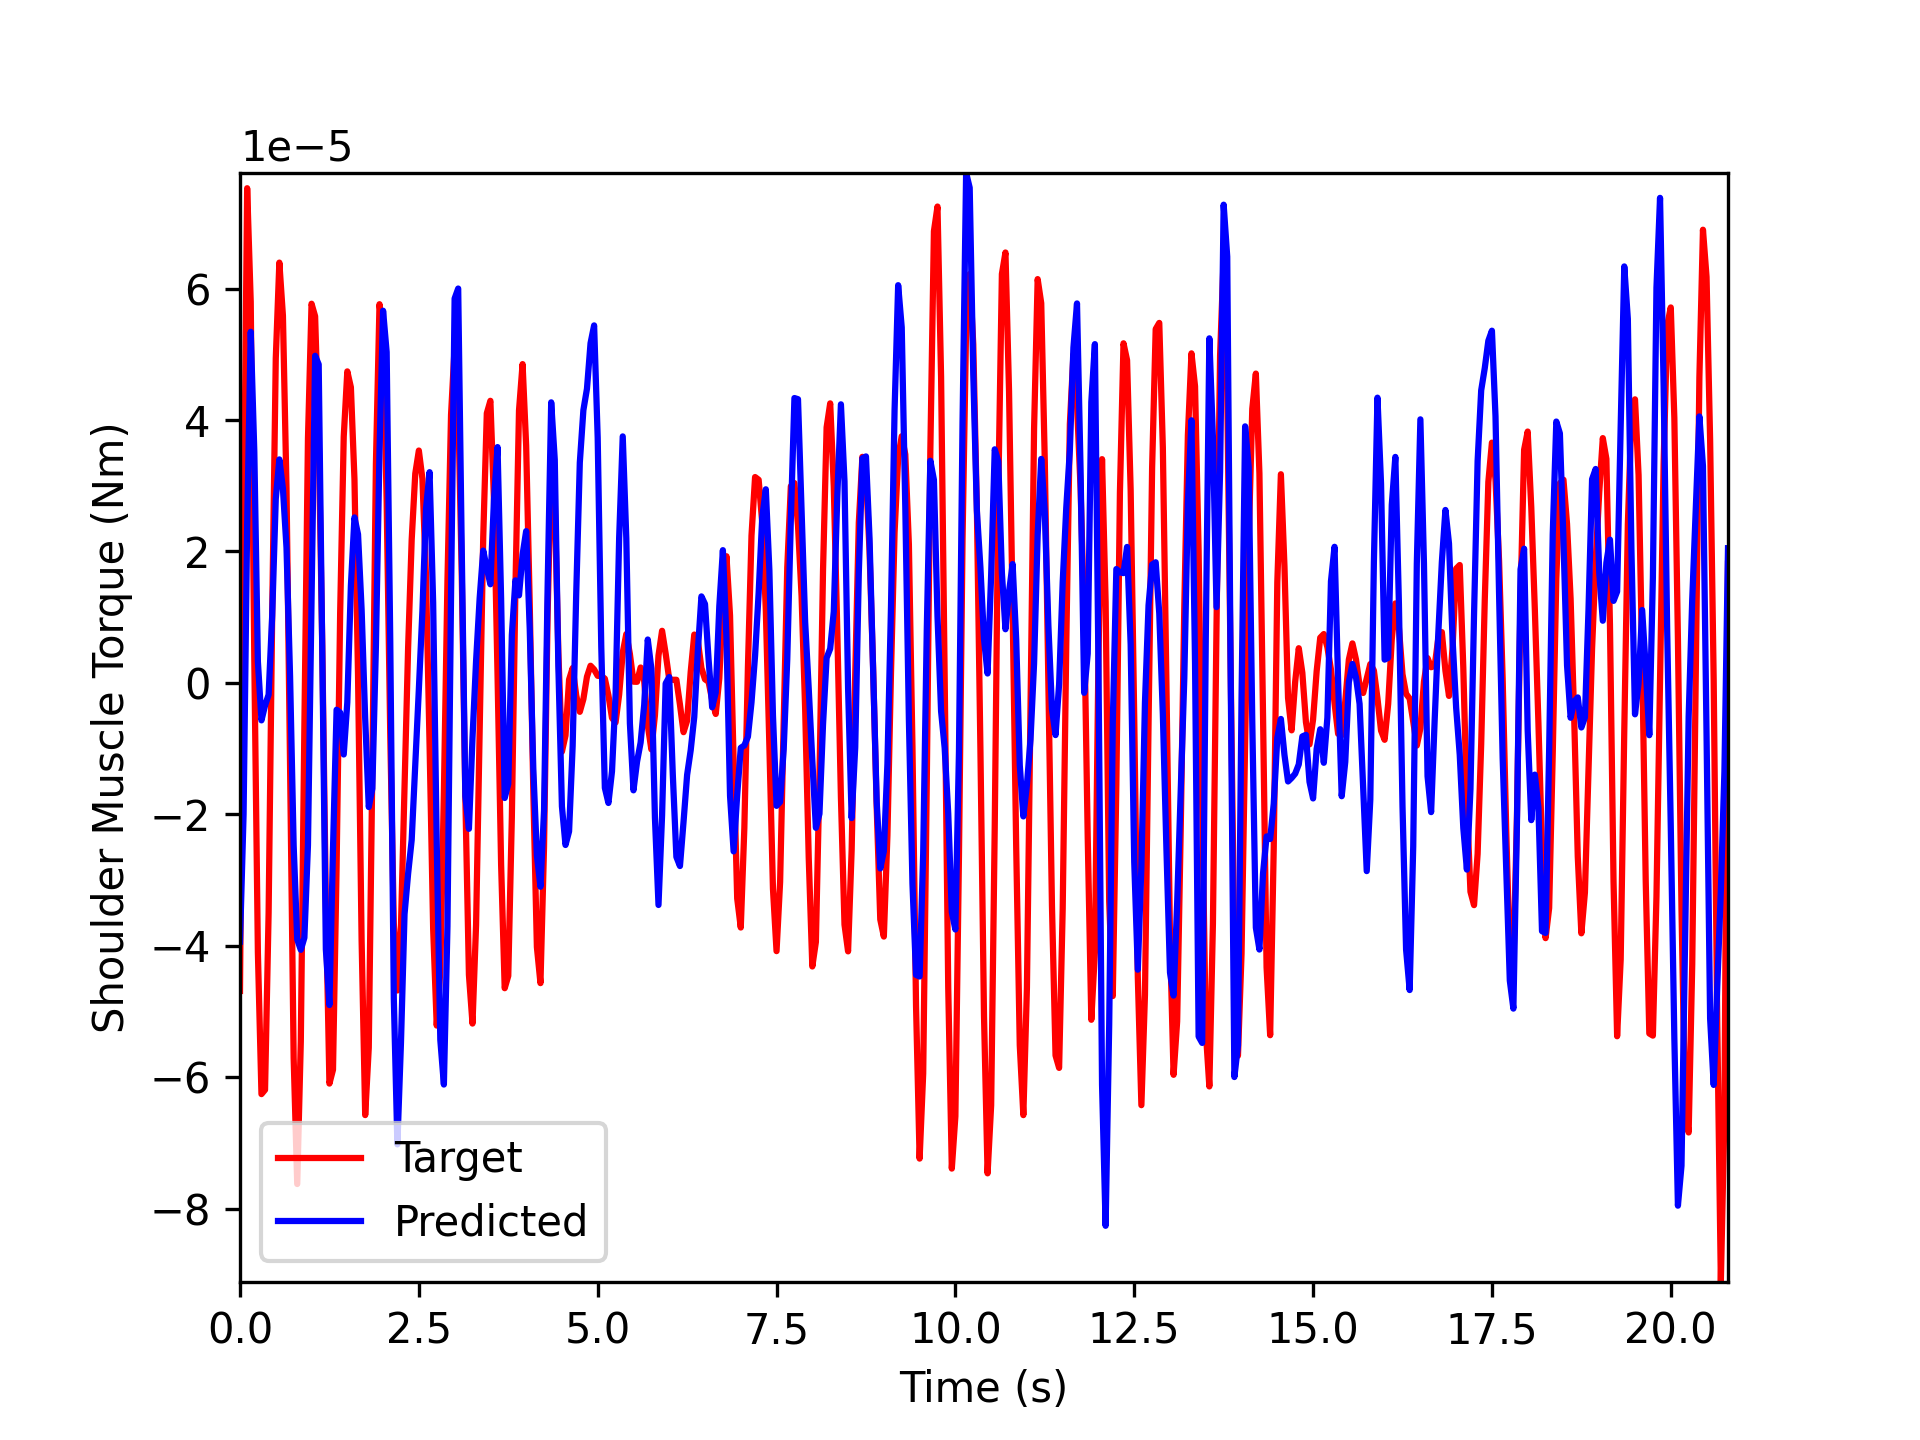 1e−5
Shoulder Muscle Torque (Nm)
6
4
2
0
−2
−4
−6
−8
Target
Predicted
0.0 2.5 5.0 7.5 10.0 12.5 15.0 17.5 20.0
Time (s)